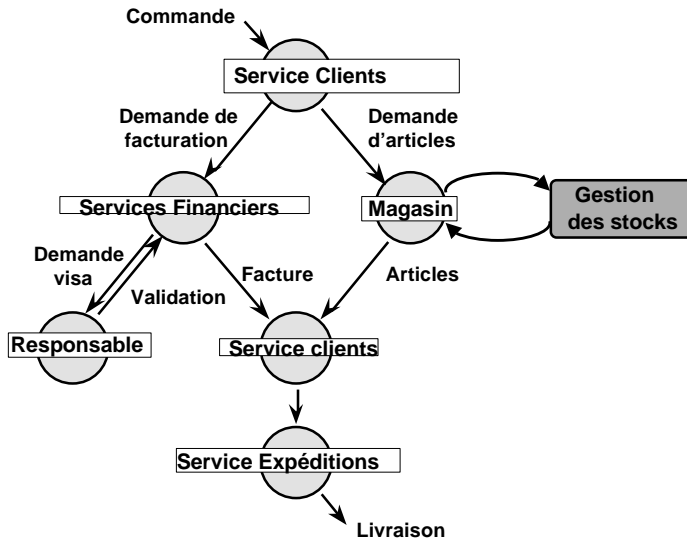 Commande
Service Clients
Demande de
facturation
Demande
d'articles
Services Financiers
Magasin
Gestion
des stocks
Demande
visa
Validation
Facture
Articles
Responsable
Service clients
Service Expéditions
Livraison